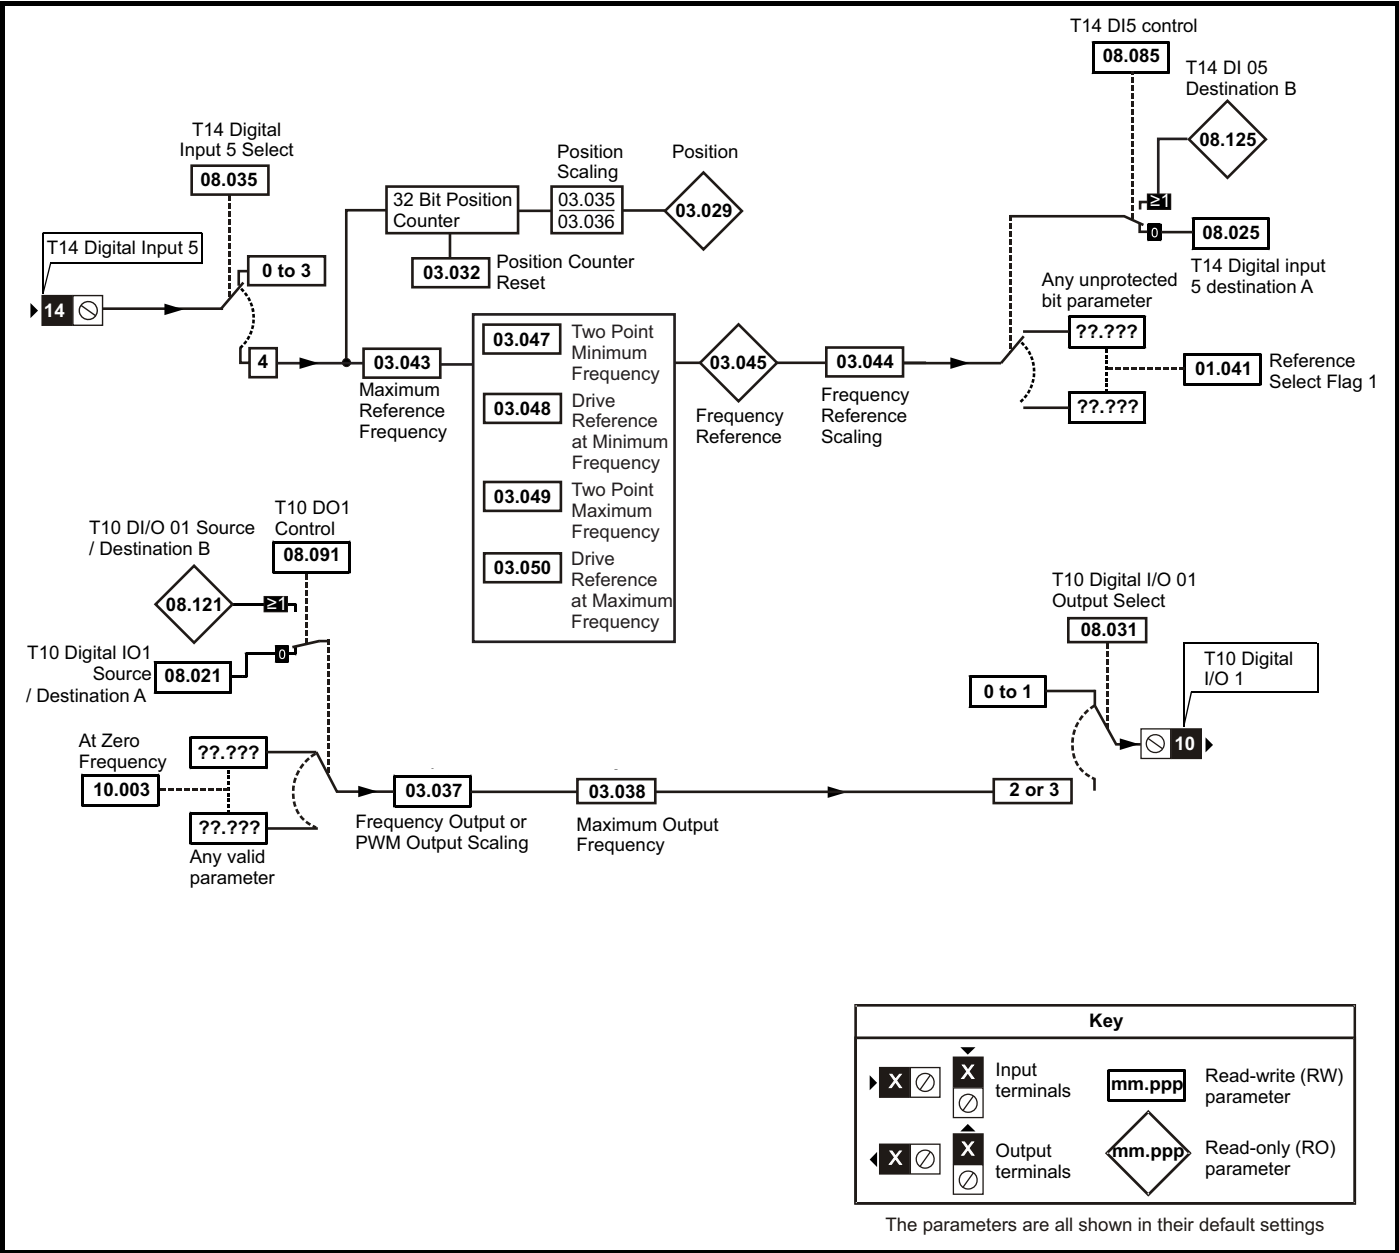 T14 DI5 control
08.085
T14 DI 05
Destination B
08.125
≥1
0
08.025
T14 Digital input
5 destination A
T14 Digital
Input 5 Select
08.035
T14 Digital Input 5
14
0 to 3
4
32 Bit Position
Counter
03.032
Position Counter
Reset
Position
Scaling
03.035
03.036
Position
03.029
03.043
Maximum
Reference
Frequency
03.047
Two Point
Minimum
Frequency
03.048
Drive
Reference
at Minimum
Frequency
03.049
Two Point
Maximum
Frequency
03.050
Drive
Reference
at Maximum
Frequency
03.045
Frequency
Reference
03.044
Frequency
Reference
Scaling
Any unprotected
bit parameter
??.???
??.???
01.041
Reference
Select Flag 1
T10 DI/O 01 Source
/ Destination B
08.121
≥1
T10 DO1
Control
08.091
T10 Digital IO1
Source
/ Destination A
08.021
0
At Zero
Frequency
10.003
??.???
??.???
Any valid
parameter
03.037
Frequency Output or
PWM Output Scaling
03.038
Maximum Output
Frequency
2 or 3
0 to 1
T10 Digital I/O 01
Output Select
08.031
T10 Digital
I/O 1
10
Key
X
X
Input
terminals
mm.ppp
Read-write (RW)
parameter
X
X
Output
terminals
mm.ppp
Read-only (RO)
parameter
The parameters are all shown in their default settings